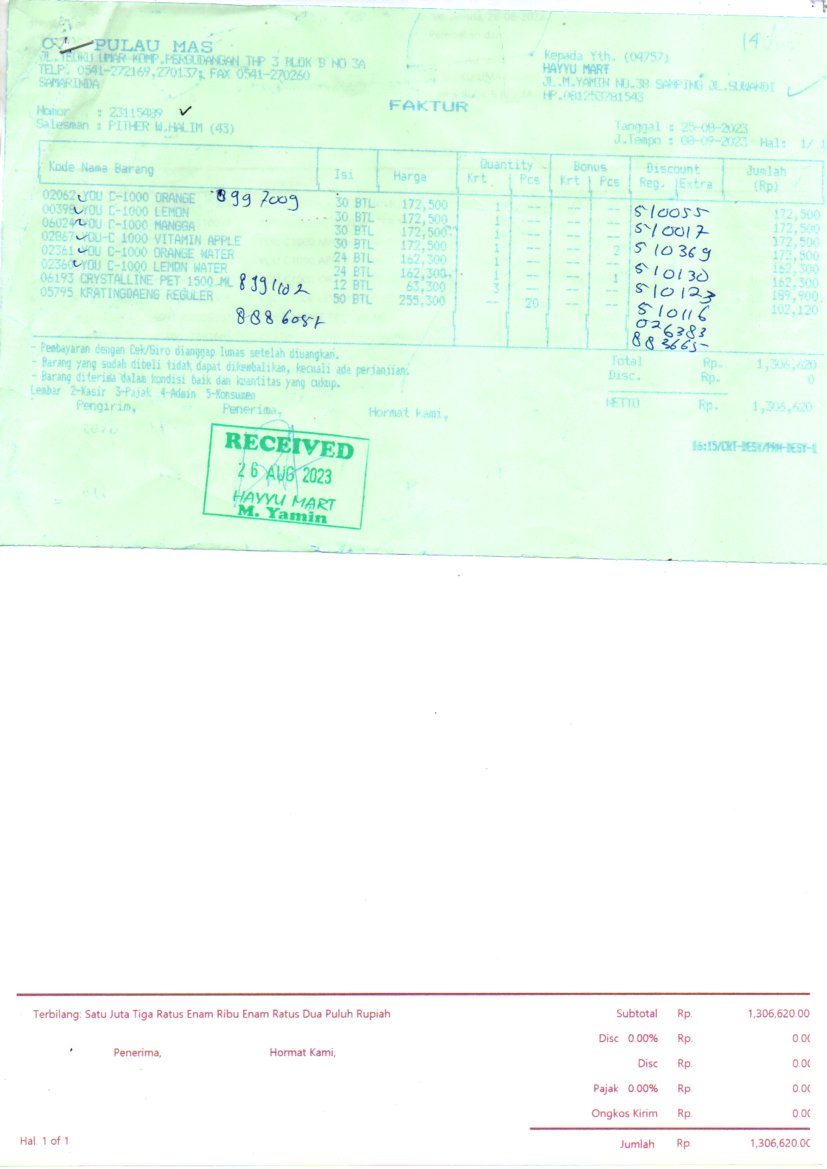 14
CV. PULAU MAS
JL.TEUKU UMAR KOMP.PERGUDANGAN THP 3 BLOK B NO 3A
TELP. 0541-272169,270137; FAX 0541-270260
SAMARINDA
Kepada Yth. (04757)
HAYYU MART
JL.M.YAMIN NO.38 SAMPING JL.SUWANDI
HP.081253781543
FAKTUR
Nomor : 23115489
Salesman : PITHER W.HALIM (43)
Tanggal : 25-08-2023
J.Tempo : 08-09-2023 Hal: 1/ 1
Kode Nama Barang Isi Harga Quantity Krt Pcs Bonus Krt Pcs Discount Reg. Extra Jumlah (Rp)
02062 YOU C-1000 ORANGE 8997009 30 BTL 172,500 1 -- -- -- 510055 172,500
00398 YOU C-1000 LEMON 30 BTL 172,500 1 -- -- -- 510017 172,500
06024 YOU C-1000 MANGGA 30 BTL 172,500 1 -- -- -- 510369 172,500
02867 YOU-C 1000 VITAMIN APPLE 30 BTL 172,500 1 -- -- -- 510130 172,500
02361 YOU C-1000 ORANGE WATER 24 BTL 162,300 1 -- -- 2 510123 162,300
02360 YOU C-1000 LEMON WATER 24 BTL 162,300 1 -- -- -- 510116 162,300
06193 CRYSTALLINE PET 1500 ML 8991102 12 BTL 63,300 3 -- -- 1 026383 189,900
05795 KRATINGDAENG REGULER 50 BTL 255,300 -- 20 -- -- 883665 102,120
- Pembayaran dengan Cek/Giro dianggap lunas setelah diuangkan.
- Barang yang sudah dibeli tidak dapat dikembalikan, kecuali ada perjanjian.
- Barang diterima dalam kondisi baik dan kuantitas yang cukup.
Lembar 2-Kasir 3-Pajak 4-Admin 5-Konsumen
Total Rp. 1,306,620
Disc. Rp. 0
NETTO Rp. 1,306,620
Pengirim, Penerima, Hormat Kami,
RECEIVED
26 AUG 2023
HAYYU MART
M. Yamin
Terbilang: Satu Juta Tiga Ratus Enam Ribu Enam Ratus Dua Puluh Rupiah
Subtotal Rp. 1,306,620.00
Disc 0.00% Rp. 0.00
Penerima, Hormat Kami,
Disc Rp. 0.00
Pajak 0.00% Rp. 0.00
Ongkos Kirim Rp. 0.00
Hal. 1 of 1
Jumlah Rp. 1,306,620.00